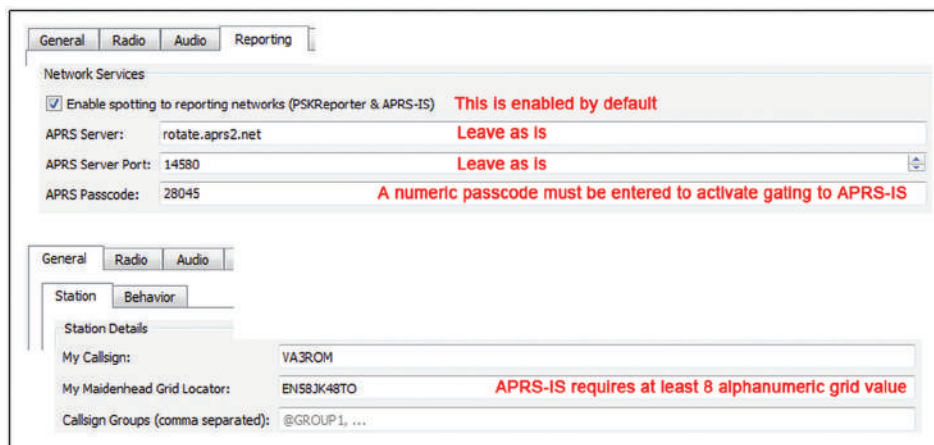 General Radio Audio Reporting
Network Services
Enable spotting to reporting networks (PSKReporter & APRS-IS) This is enabled by default
APRS Server: rotate.aprs2.net Leave as is
APRS Server Port: 14580 Leave as is
APRS Passcode: 28045 A numeric passcode must be entered to activate gating to APRS-IS
General Radio Audio
Station Behavior
Station Details
My Callsign: VA3ROM
My Maidenhead Grid Locator: EN58JK48TO APRS-IS requires at least 8 alphanumeric grid value
Callsign Groups (comma separated): @GROUP1, ...